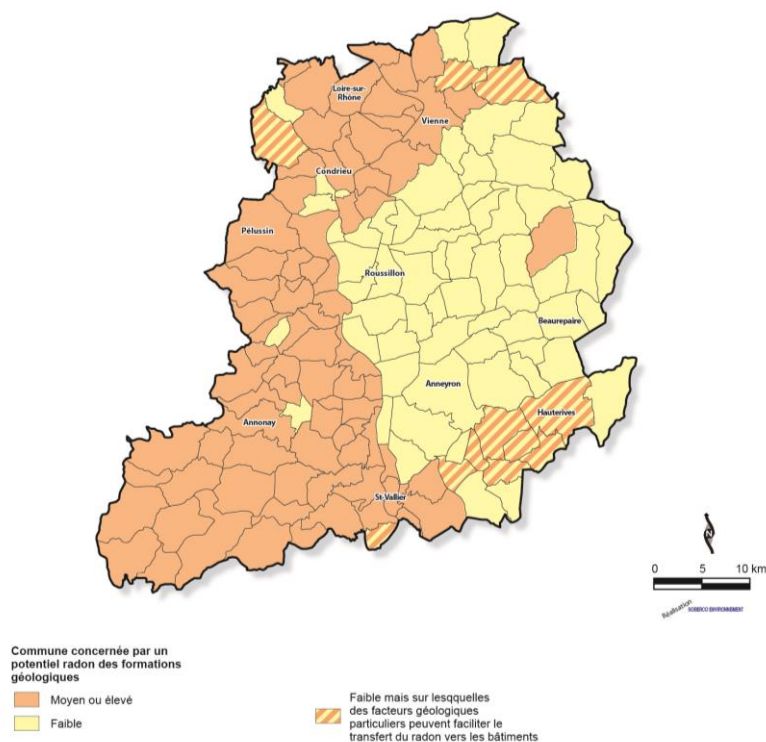 Loire-sur-
Rhône
Vienne
Condrieu
Pélussin
Roussillon
Beaurepaire
Anneyron
Hauterives
Annonay
St-Vallier
N
0 5 10 km
Réalisation SOBERCO ENVIRONNEMENT
Commune concernée par un
potentiel radon des formations
géologiques
Moyen ou élevé
Faible
Faible mais sur lesqquelles
des facteurs géologiques
particuliers peuvent faciliter le
transfert du radon vers les bâtiments